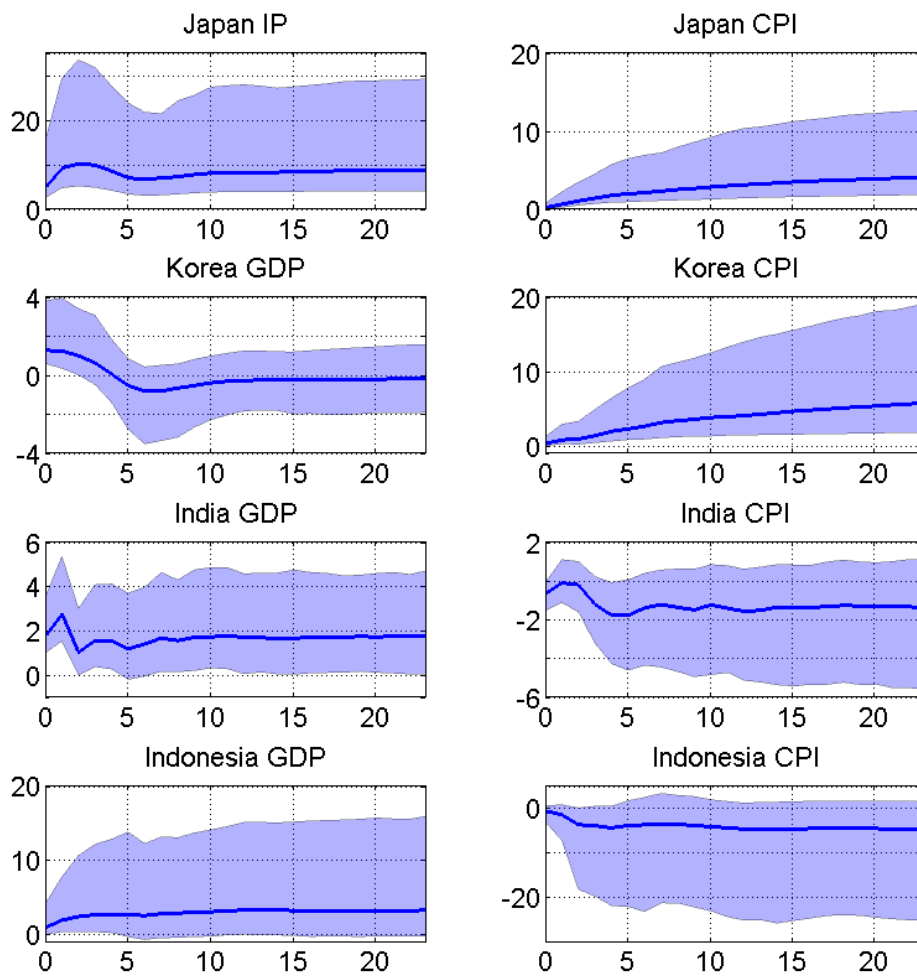 Japan IP
20
0
0 5 10 15 20
Japan CPI
20
10
0
0 5 10 15 20
Korea GDP
4
0
-4
0 5 10 15 20
Korea CPI
20
10
0
0 5 10 15 20
India GDP
6
4
2
0
0 5 10 15 20
India CPI
2
-2
-6
0 5 10 15 20
Indonesia GDP
20
10
0
0 5 10 15 20
Indonesia CPI
0
-20
0 5 10 15 20